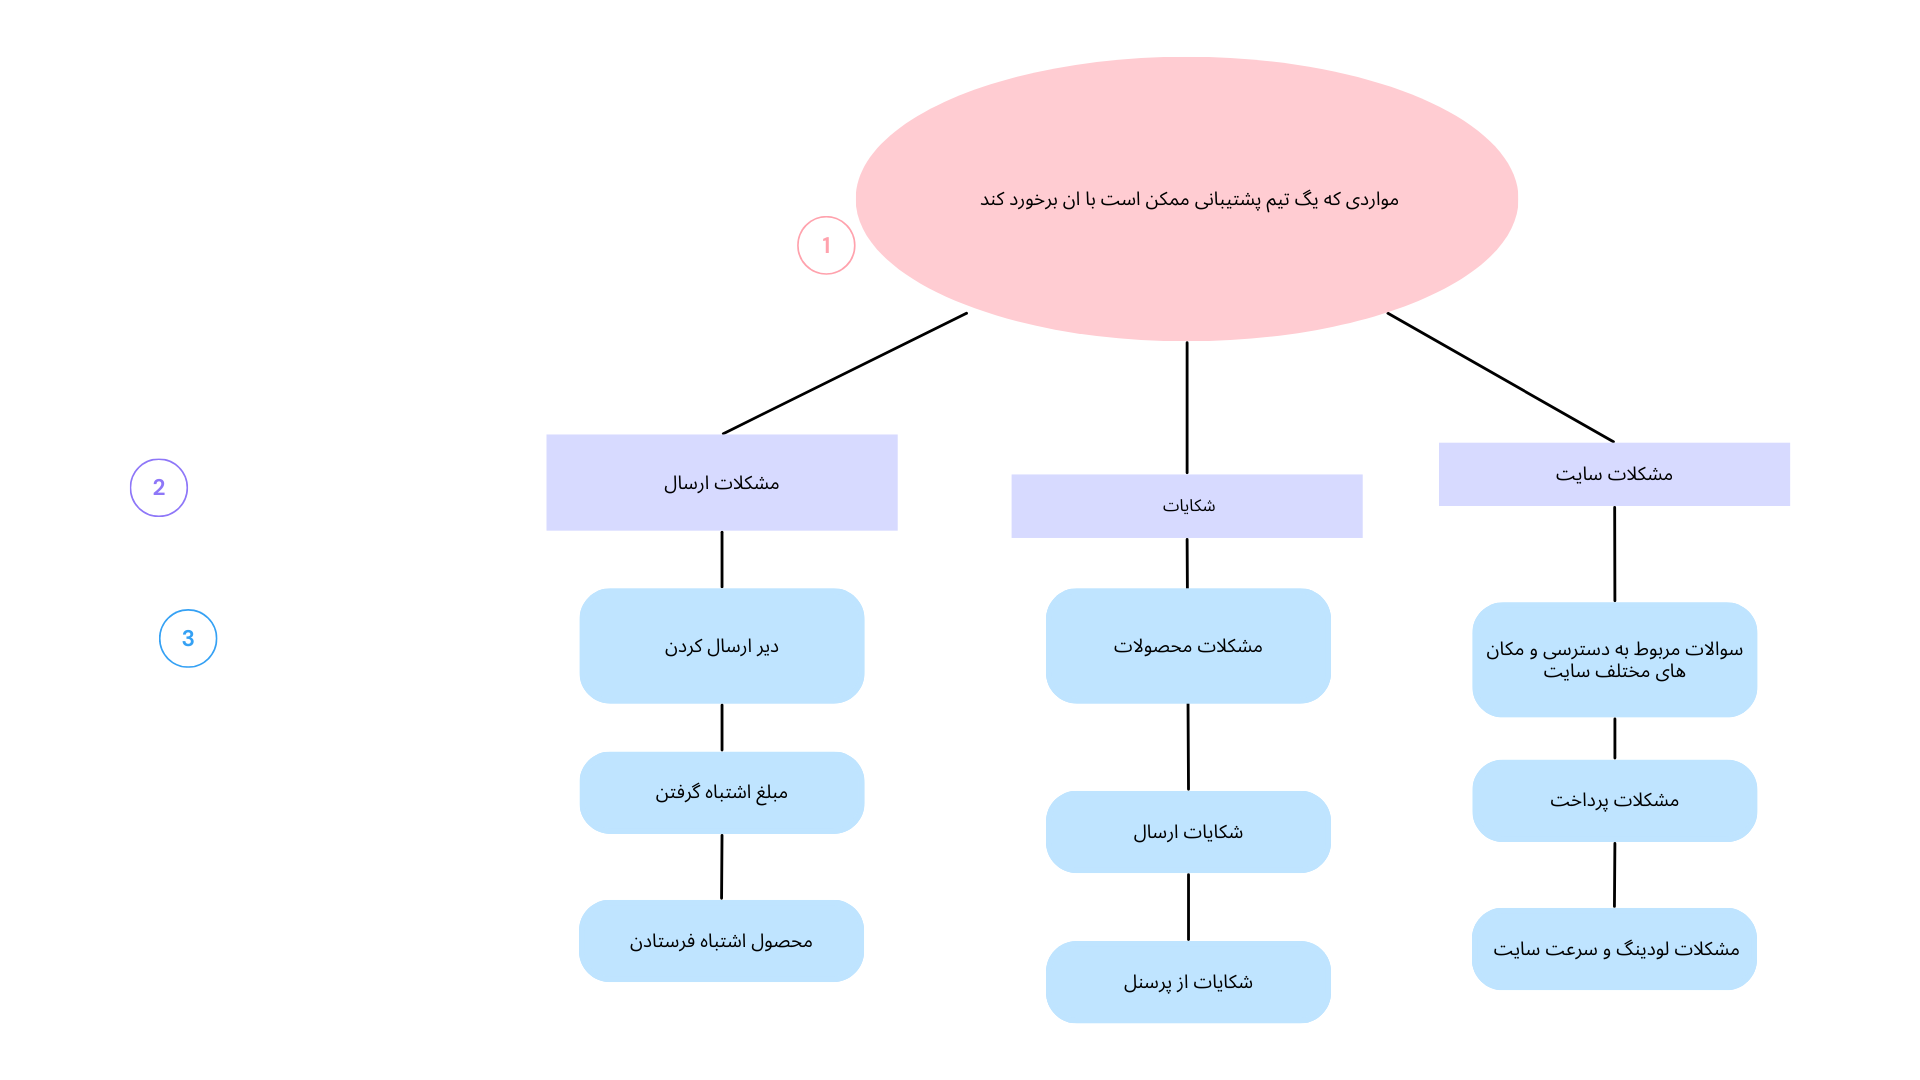 مواردی که یگ تیم پشتیبانی ممکن است با ان برخورد کند
1
2
مشکلات سایت
شکایات
مشکلات ارسال
3
سوالات مربوط به دسترسی و مکان
های مختلف سایت
مشکلات پرداخت
مشکلات لودینگ و سرعت سایت
مشکلات محصولات
شکایات ارسال
شکایات از پرسنل
دیر ارسال کردن
مبلغ اشتباه گرفتن
محصول اشتباه فرستادن